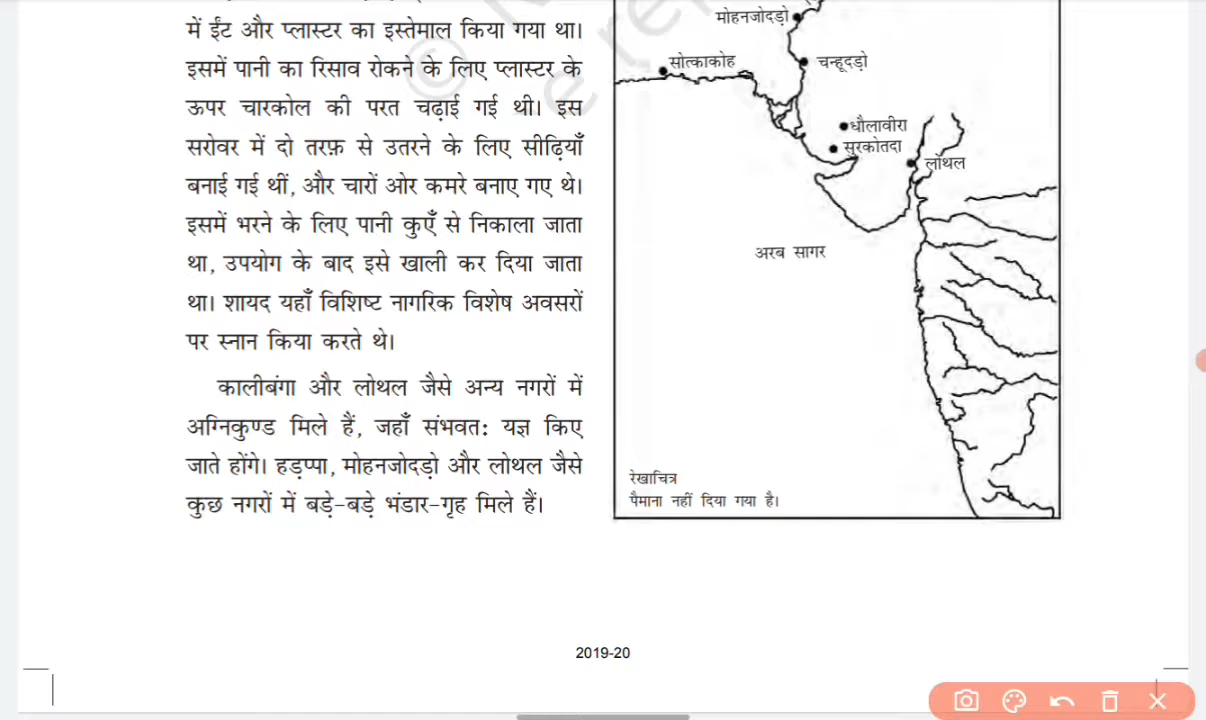 में ईंट और प्लास्टर का इस्तेमाल किया गया था।
इसमें पानी का रिसाव रोकने के लिए प्लास्टर के
ऊपर चारकोल की परत चढ़ाई गई थी। इस
सरोवर में दो तरफ़ से उतरने के लिए सीढ़ियाँ
बनाई गई थीं, और चारों ओर कमरे बनाए गए थे।
इसमें भरने के लिए पानी कुएँ से निकाला जाता
था, उपयोग के बाद इसे खाली कर दिया जाता
था। शायद यहाँ विशिष्ट नागरिक विशेष अवसरों
पर स्नान किया करते थे।
कालीबंगा और लोथल जैसे अन्य नगरों में
अग्निकुण्ड मिले हैं, जहाँ संभवतः यज्ञ किए
जाते होंगे। हड़प्पा, मोहनजोदड़ो और लोथल जैसे
कुछ नगरों में बड़े-बड़े भंडार-गृह मिले हैं।
मोहनजोदड़ो
सोत्काकोह
चन्हूदड़ो
धौलावीरा
सुरकोतदा
लोथल
अरब सागर
रेखाचित्र
पैमाना नहीं दिया गया है।
2019-20